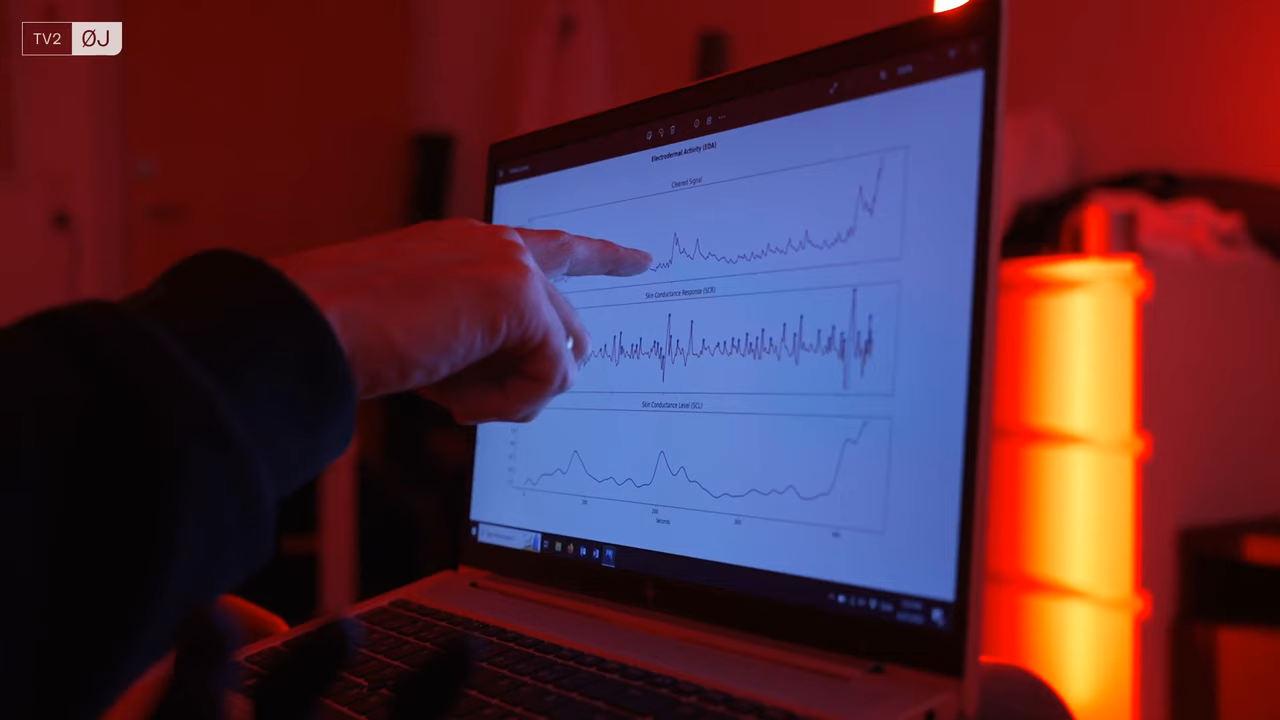 TV2 ØJ
Electrodermal Activity (EDA)
Cleaned Signal
Skin Conductance Response (SCR)
Skin Conductance Level (SCL)
Seconds